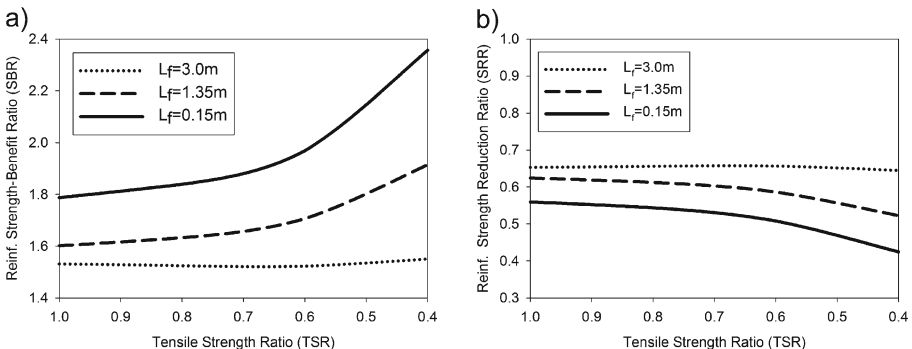 a)
2.4
2.2
2.0
1.8
1.6
1.4
Reinf. Strength-Benefit Ratio (SBR)
Lf=3.0m
Lf=1.35m
Lf=0.15m
1.0 0.9 0.8 0.7 0.6 0.5 0.4
Tensile Strength Ratio (TSR)
b)
1.0
0.9
0.8
0.7
0.6
0.5
0.4
0.3
Reinf. Strength Reduction Ratio (SRR)
Lf=3.0m
Lf=1.35m
Lf=0.15m
1.0 0.9 0.8 0.7 0.6 0.5 0.4
Tensile Strength Ratio (TSR)